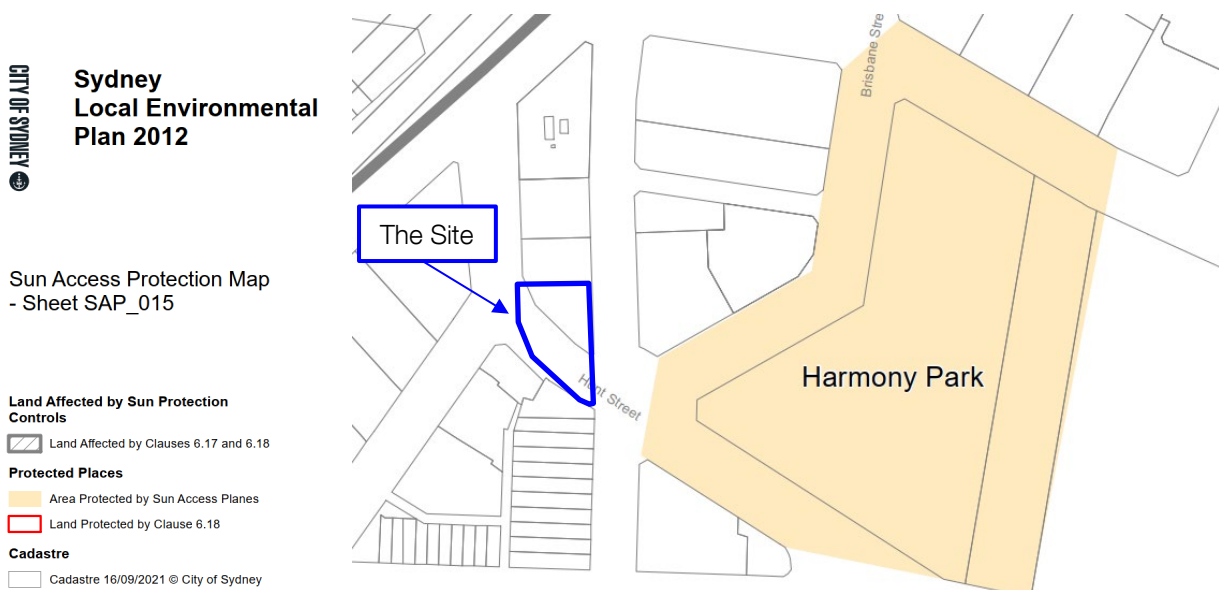 CITY OF SYDNEY
Sydney
Local Environmental
Plan 2012
Sun Access Protection Map
- Sheet SAP_015
Land Affected by Sun Protection
Controls
Land Affected by Clauses 6.17 and 6.18
Protected Places
Area Protected by Sun Access Planes
Land Protected by Clause 6.18
Cadastre
Cadastre 16/09/2021 © City of Sydney
The Site
Brisbane Stre
Hunt Street
Harmony Park